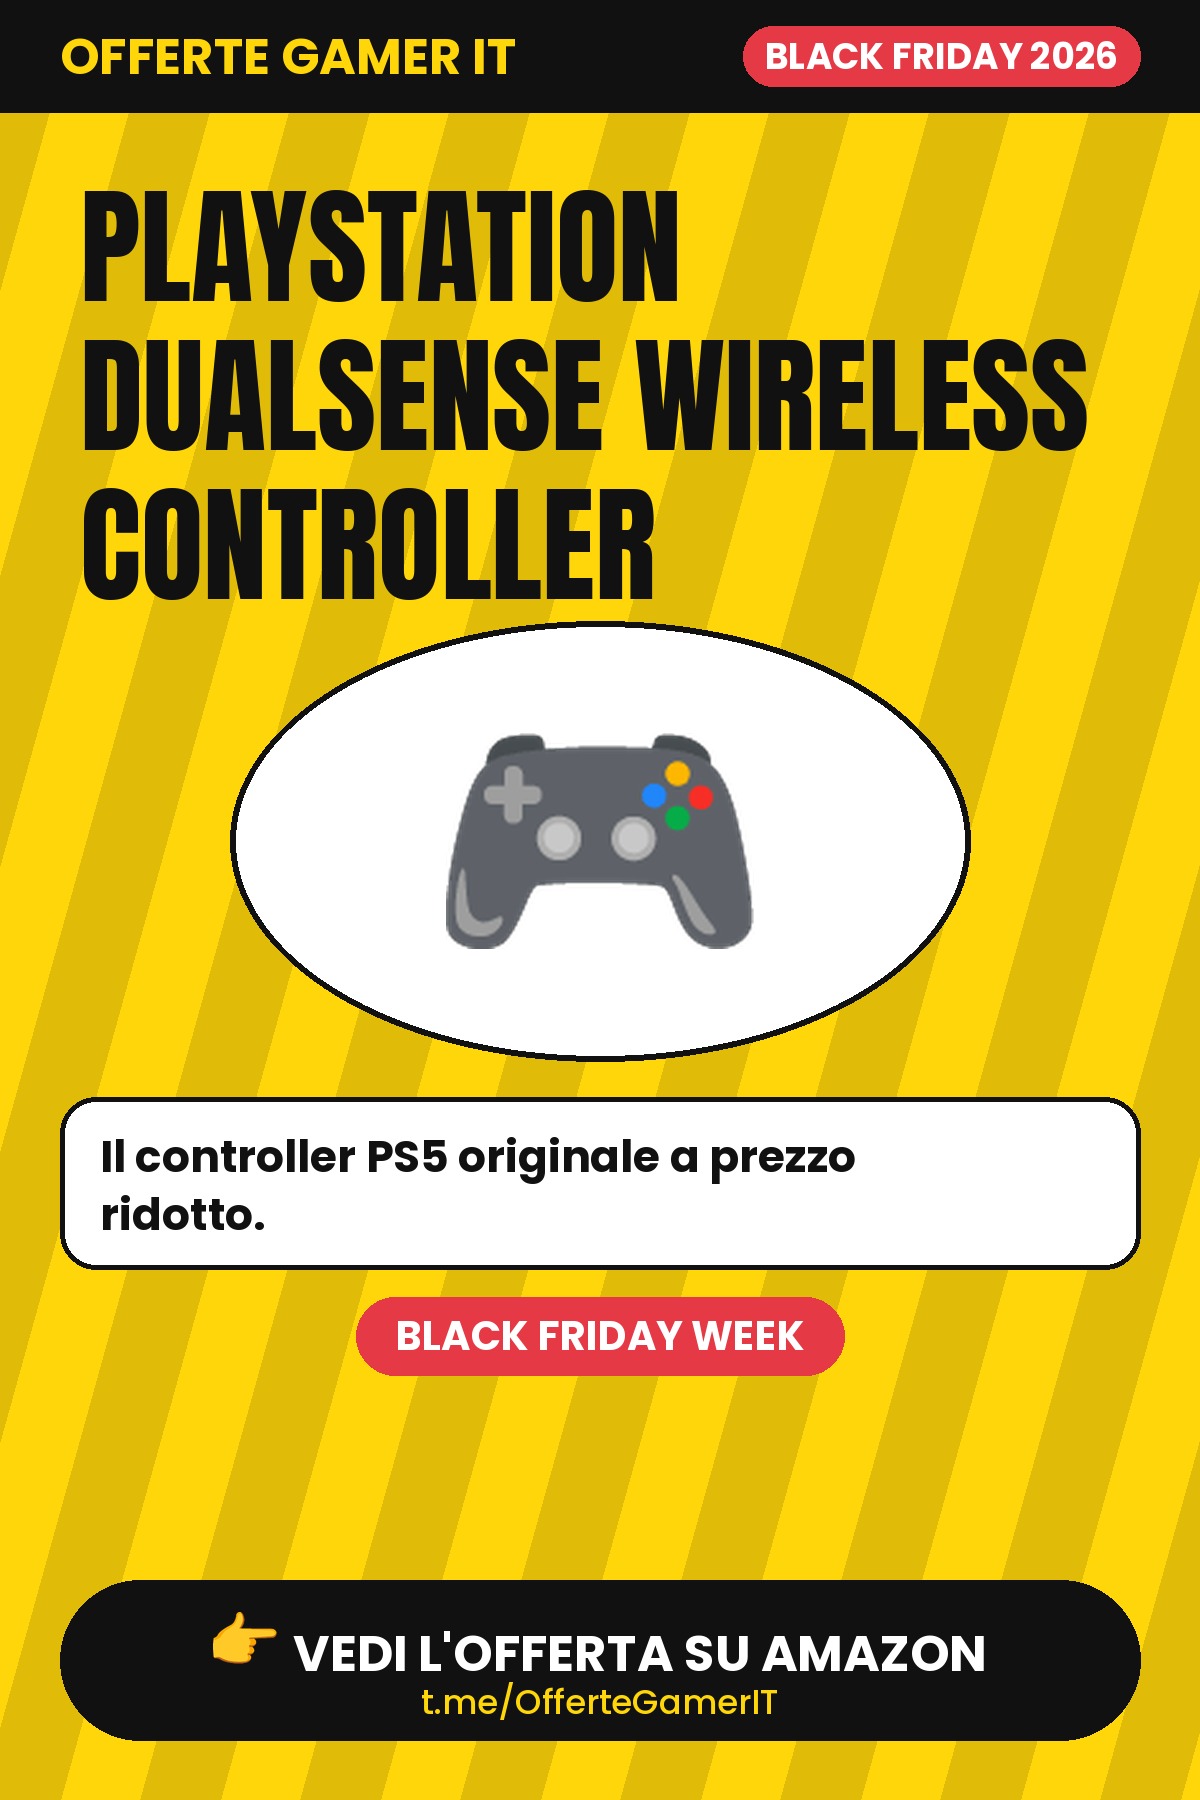 OFFERTE GAMER IT
BLACK FRIDAY 2026
PLAYSTATION
DUALSENSE WIRELESS
CONTROLLER
Il controller PS5 originale a prezzo
ridotto.
BLACK FRIDAY WEEK
👉 VEDI L'OFFERTA SU AMAZON
t.me/OfferteGamerIT